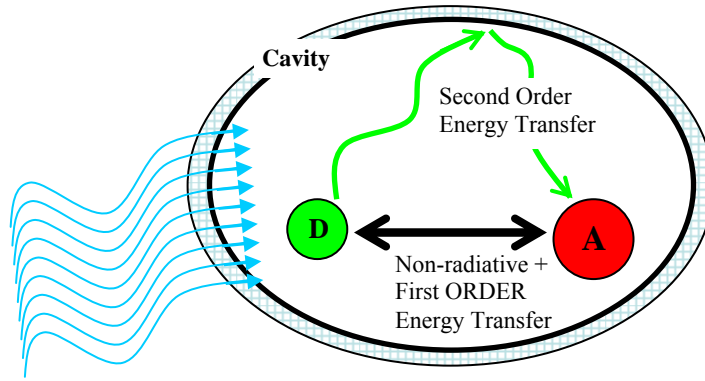 Cavity
Second Order
Energy Transfer
D
A
Non-radiative +
First ORDER
Energy Transfer